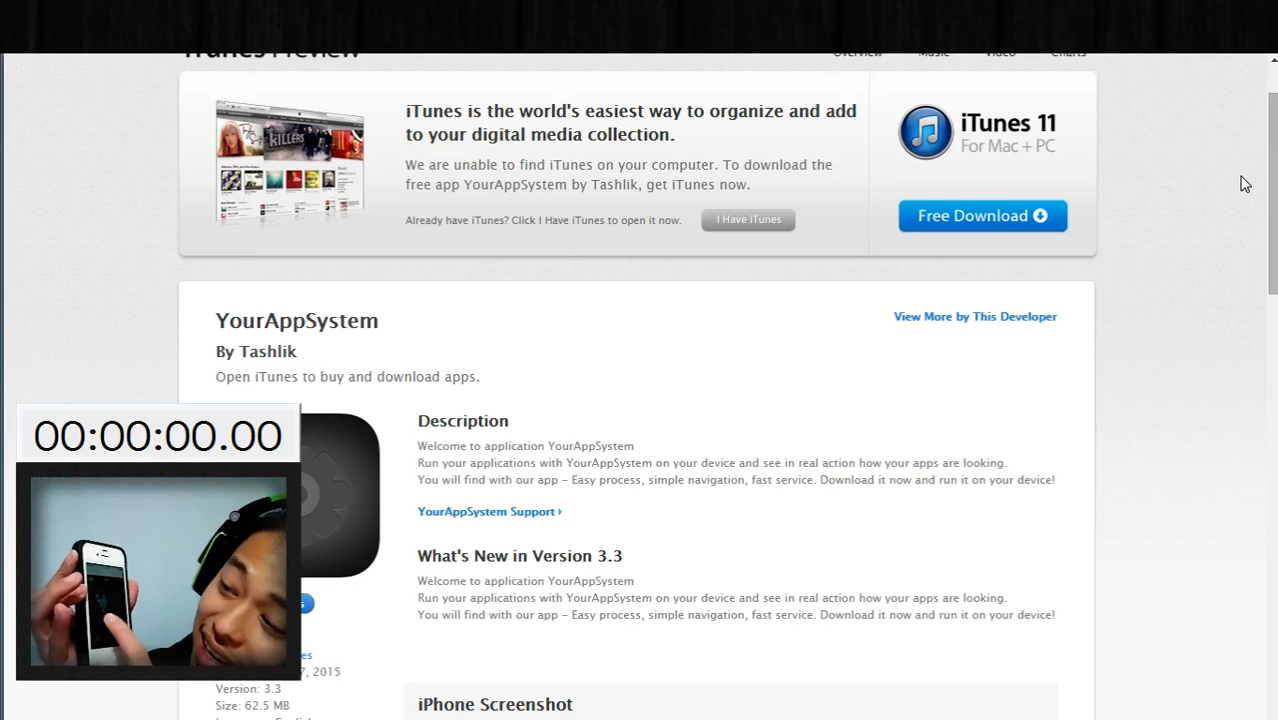 iTunes Preview
Overview Music Video Charts
iTunes is the world's easiest way to organize and add
to your digital media collection.
We are unable to find iTunes on your computer. To download the
free app YourAppSystem by Tashlik, get iTunes now.
Already have iTunes? Click I Have iTunes to open it now.
I Have iTunes
iTunes 11
For Mac + PC
Free Download
KILLERS
YourAppSystem
View More by This Developer
By Tashlik
Open iTunes to buy and download apps.
00:00:00.00
Description
Welcome to application YourAppSystem
Run your applications with YourAppSystem on your device and see in real action how your apps are looking.
You will find with our app - Easy process, simple navigation, fast service. Download it now and run it on your device!
YourAppSystem Support
What's New in Version 3.3
Welcome to application YourAppSystem
Run your applications with YourAppSystem on your device and see in real action how your apps are looking.
You will find with our app - Easy process, simple navigation, fast service. Download it now and run it on your device!
, 2015
Version: 3.3
Size: 62.5 MB
iPhone Screenshot